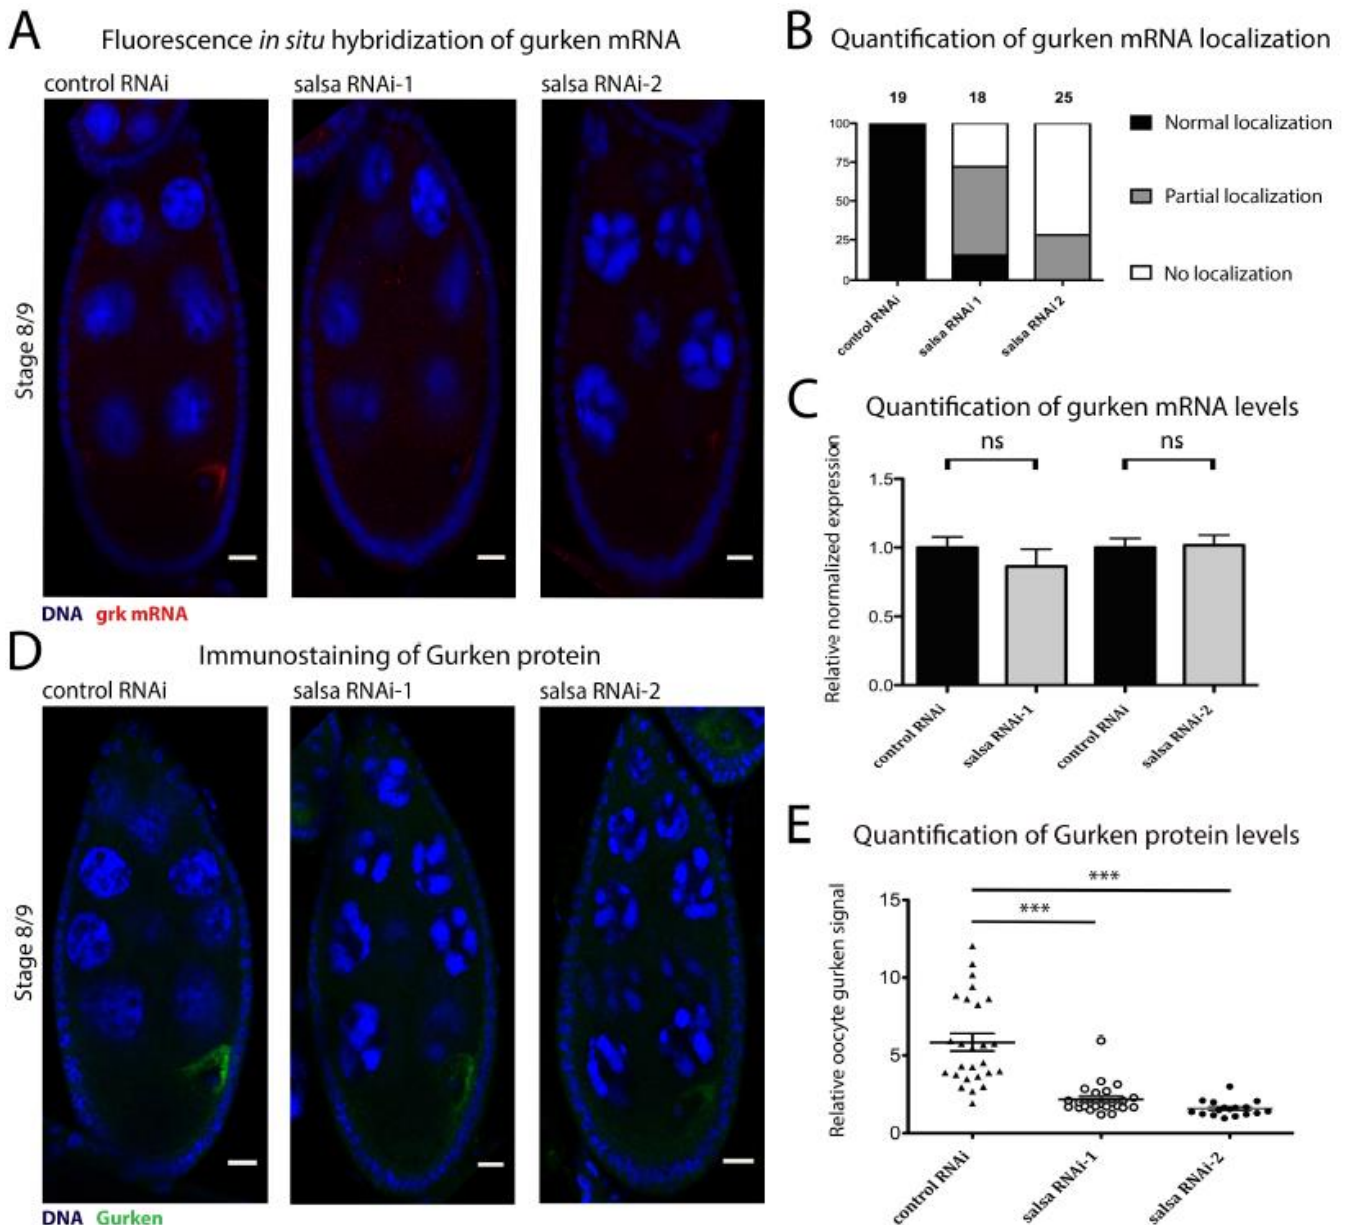 A
Fluorescence in situ hybridization of gurken mRNA
control RNAi
salsa RNAi-1
salsa RNAi-2
Stage 8/9
DNA grk mRNA
B
Quantification of gurken mRNA localization
19 18 25
100
75
50
25
0
control RNAi
salsa RNAi 1
salsa RNAi 2
Normal localization
Partial localization
No localization
C
Quantification of gurken mRNA levels
ns
ns
Relative normalized expression
1.5
1.0
0.5
0.0
control RNAi
salsa RNAi-1
control RNAi
salsa RNAi-2
D
Immunostaining of Gurken protein
control RNAi
salsa RNAi-1
salsa RNAi-2
Stage 8/9
DNA Gurken
E
Quantification of Gurken protein levels
***
***
Relative oocyte gurken signal
15
10
5
0
control RNAi
salsa RNAi-1
salsa RNAi-2